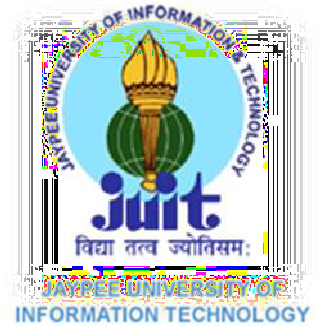 JAYPEE UNIVERSITY OF INFORMATION & TECHNOLOGY
juit
विद्या तत्व ज्योतिसम:
JAYPEE UNIVERSITY OF
INFORMATION TECHNOLOGY